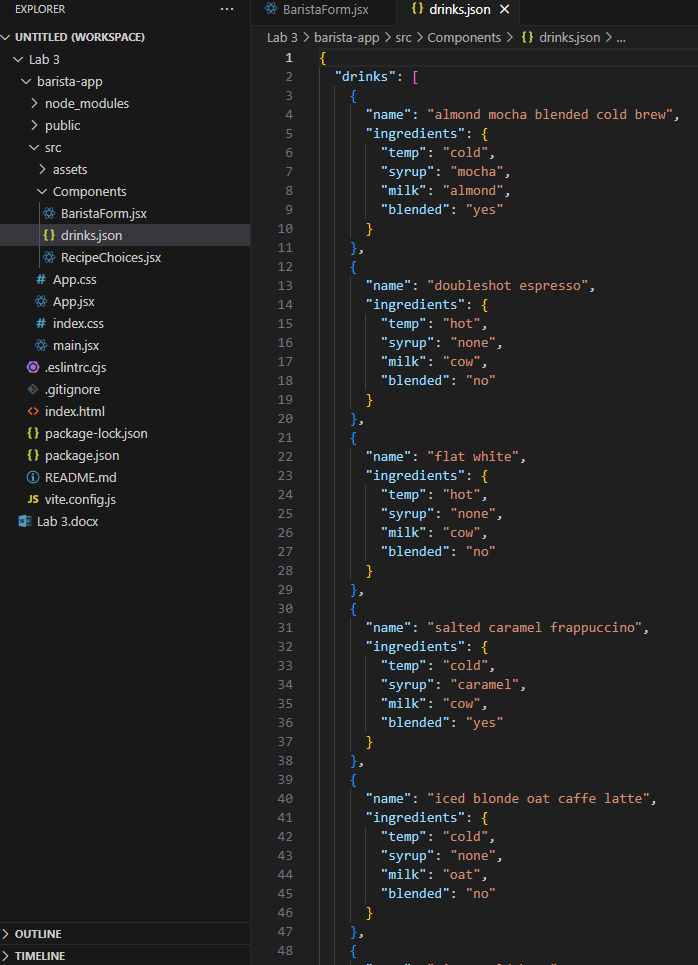 EXPLORER
UNTITLED (WORKSPACE)
Lab 3
barista-app
node_modules
public
src
assets
Components
BaristaForm.jsx
drinks.json
RecipeChoices.jsx
App.css
App.jsx
index.css
main.jsx
.eslintrc.cjs
.gitignore
index.html
package-lock.json
package.json
README.md
vite.config.js
Lab 3.docx
OUTLINE
TIMELINE
BaristaForm.jsx {} drinks.json ×
Lab 3 > barista-app > src > Components > {} drinks.json > ...
1 {
2 "drinks": [
3 {
4 "name": "almond mocha blended cold brew",
5 "ingredients": {
6 "temp": "cold",
7 "syrup": "mocha",
8 "milk": "almond",
9 "blended": "yes"
10 }
11 },
12 {
13 "name": "doubleshot espresso",
14 "ingredients": {
15 "temp": "hot",
16 "syrup": "none",
17 "milk": "cow",
18 "blended": "no"
19 }
20 },
21 {
22 "name": "flat white",
23 "ingredients": {
24 "temp": "hot",
25 "syrup": "none",
26 "milk": "cow",
27 "blended": "no"
28 }
29 },
30 {
31 "name": "salted caramel frappuccino",
32 "ingredients": {
33 "temp": "cold",
34 "syrup": "caramel",
35 "milk": "cow",
36 "blended": "yes"
37 }
38 },
39 {
40 "name": "iced blonde oat caffe latte",
41 "ingredients": {
42 "temp": "cold",
43 "syrup": "none",
44 "milk": "oat",
45 "blended": "no"
46 }
47 },
48 {